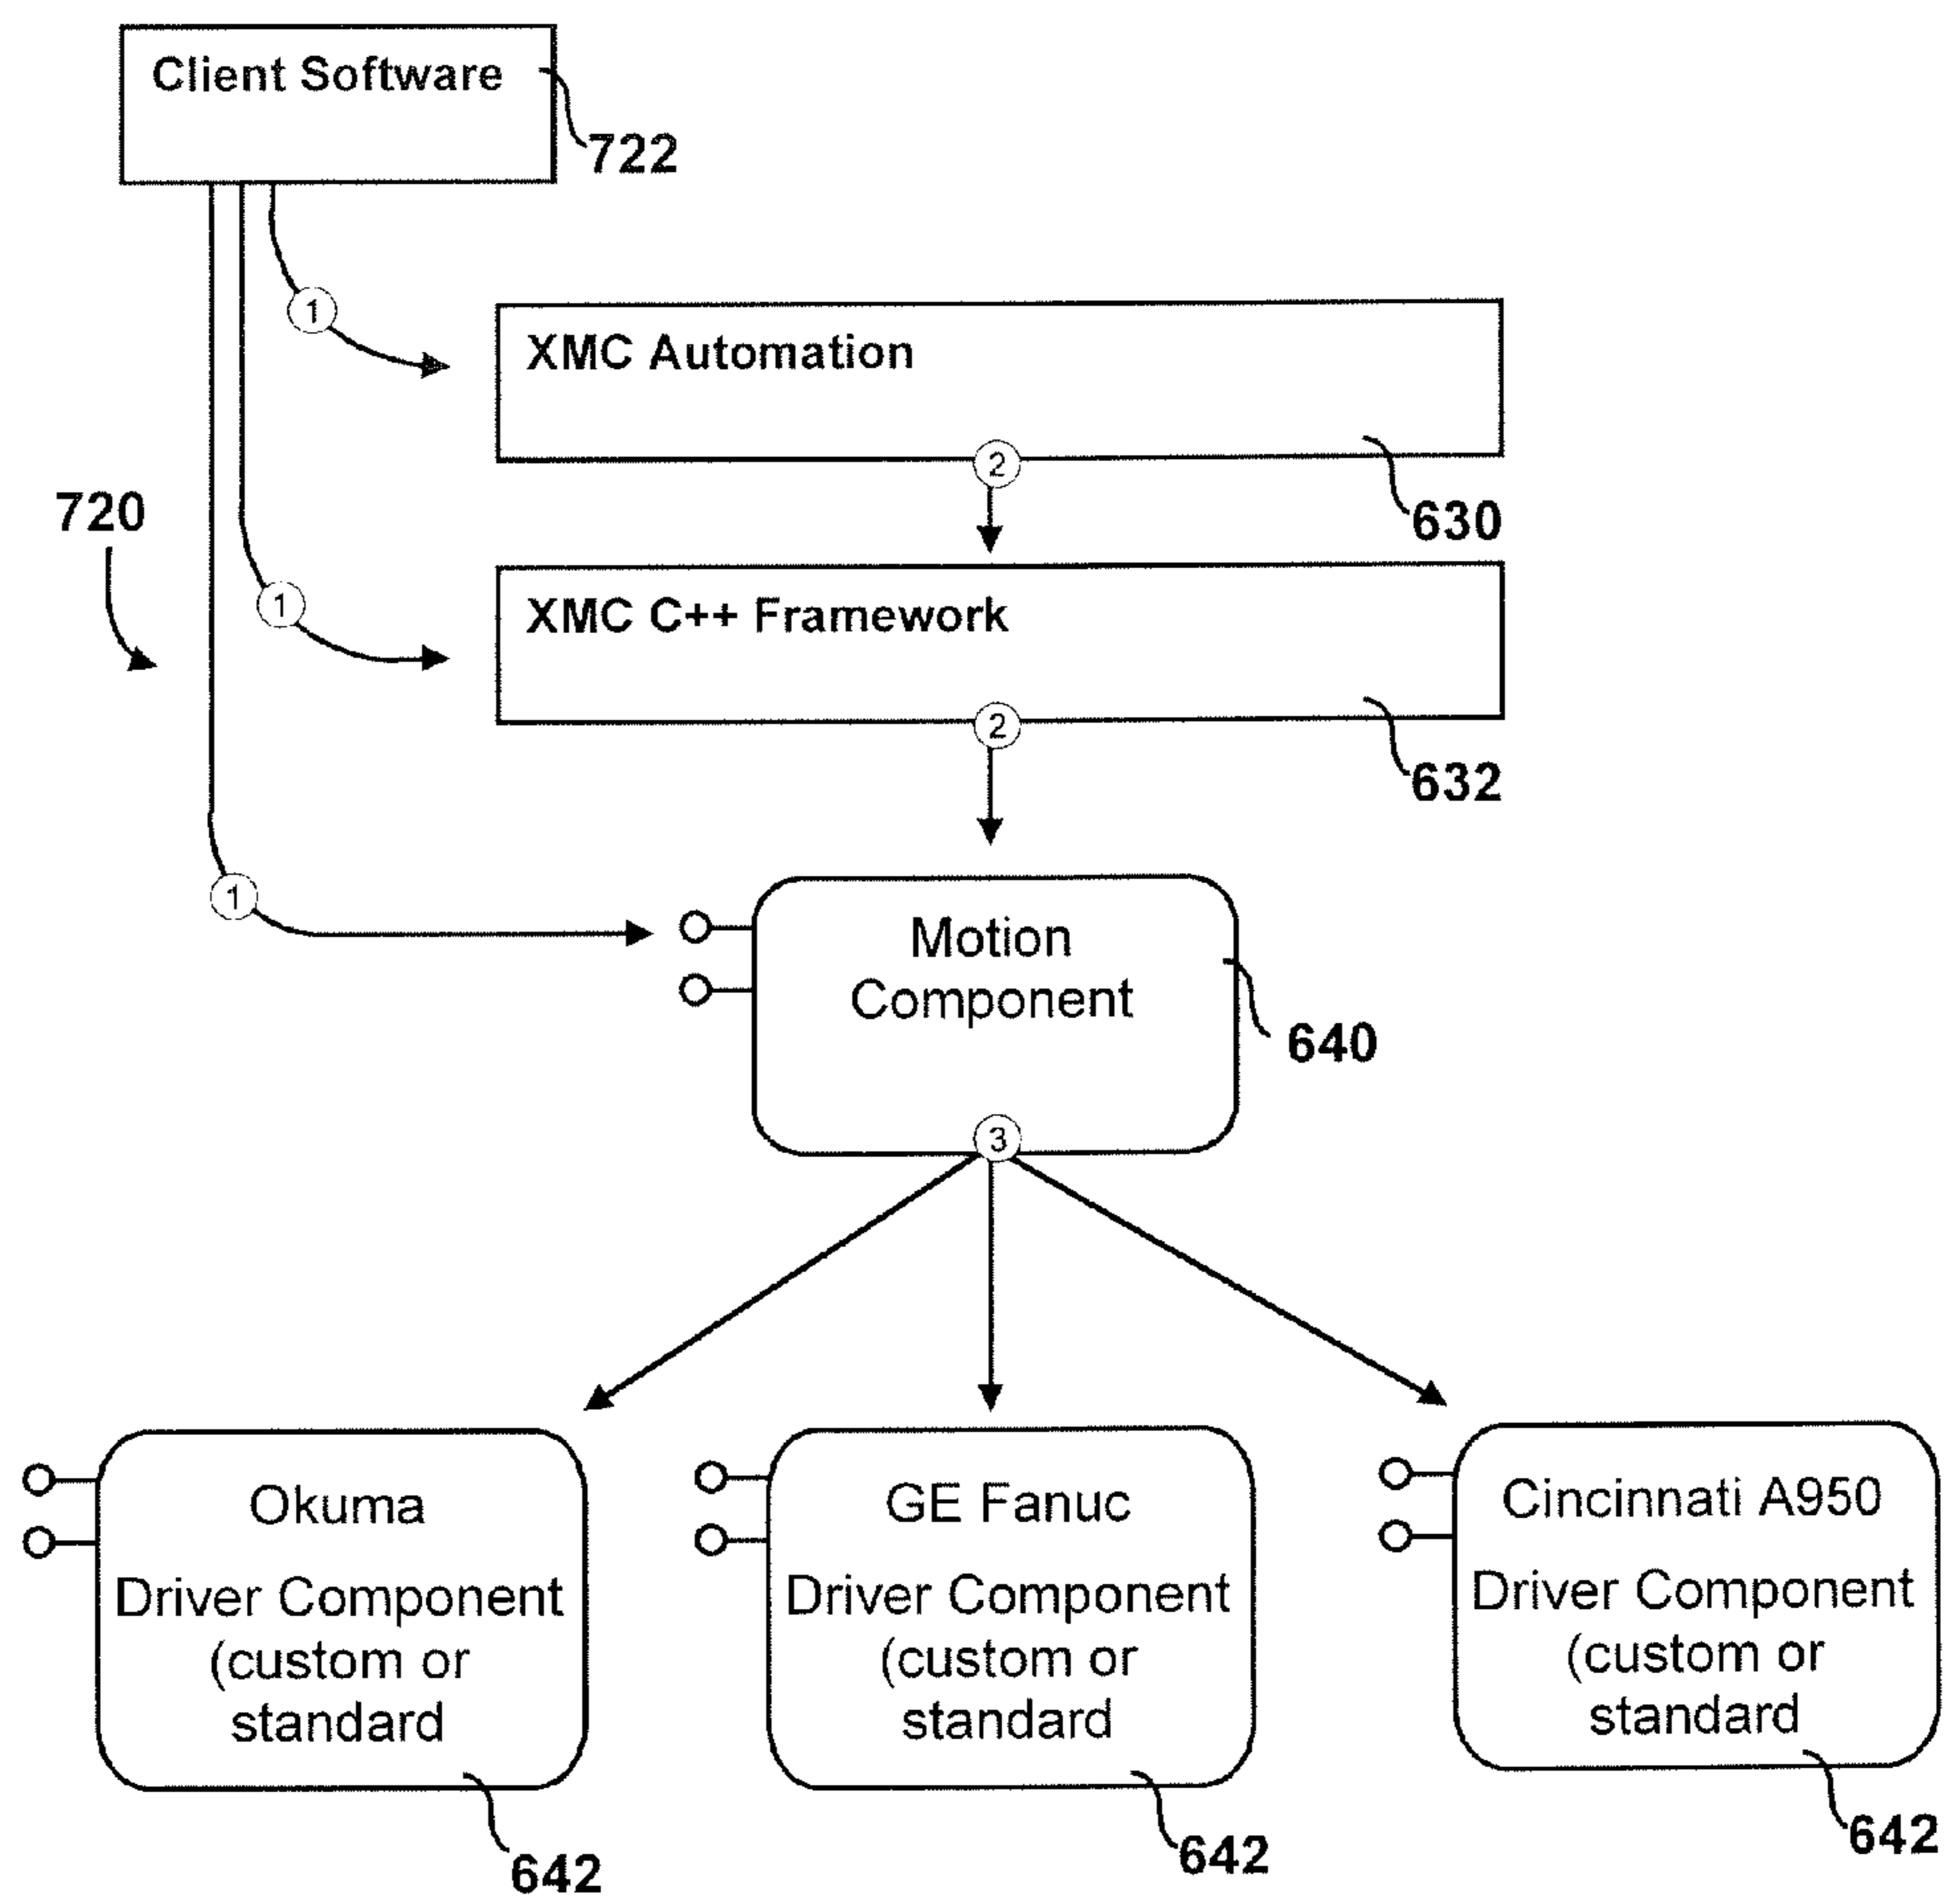 Client Software
722
1
XMC Automation
2
720
630
1
XMC C++ Framework
2
632
1
Motion
Component
640
3
Okuma
Driver Component
(custom or
standard
642
GE Fanuc
Driver Component
(custom or
standard
642
Cincinnati A950
Driver Component
(custom or
standard
642